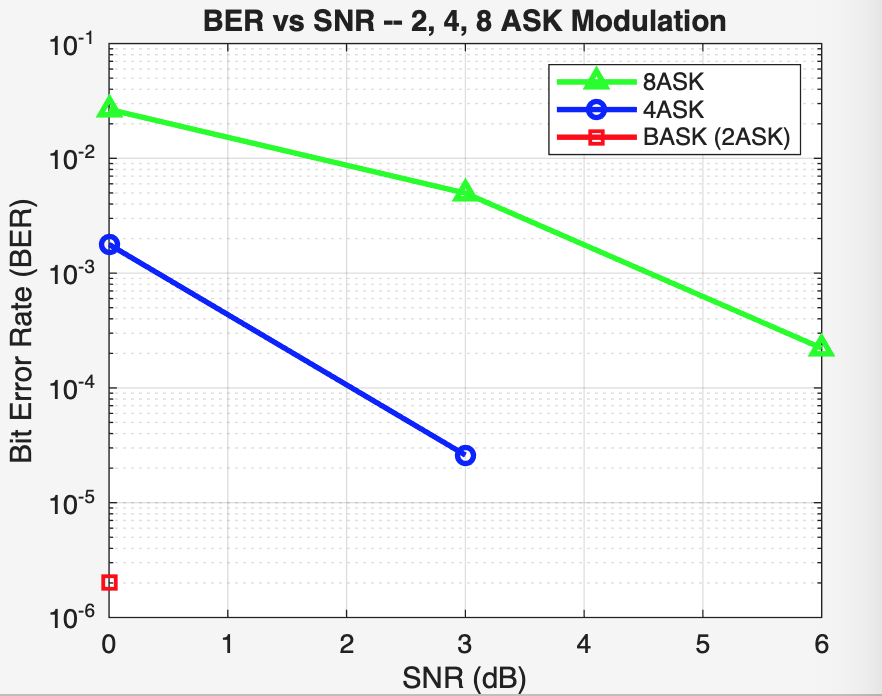 BER vs SNR -- 2, 4, 8 ASK Modulation
8ASK
4ASK
BASK (2ASK)
Bit Error Rate (BER)
10⁻¹
10⁻²
10⁻³
10⁻⁴
10⁻⁵
10⁻⁶
0 1 2 3 4 5 6
SNR (dB)